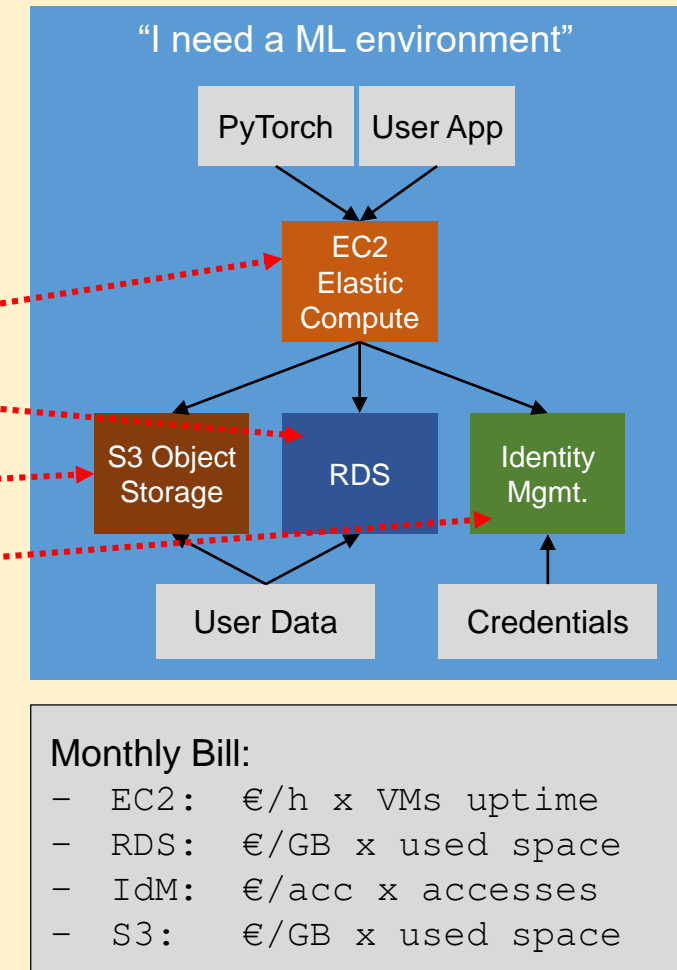 “I need a ML environment”
PyTorch
User App
EC2
Elastic
Compute
S3 Object
Storage
RDS
Identity
Mgmt.
User Data
Credentials
Monthly Bill:
- EC2: €/h x VMs uptime
- RDS: €/GB x used space
- IdM: €/acc x accesses
- S3: €/GB x used space